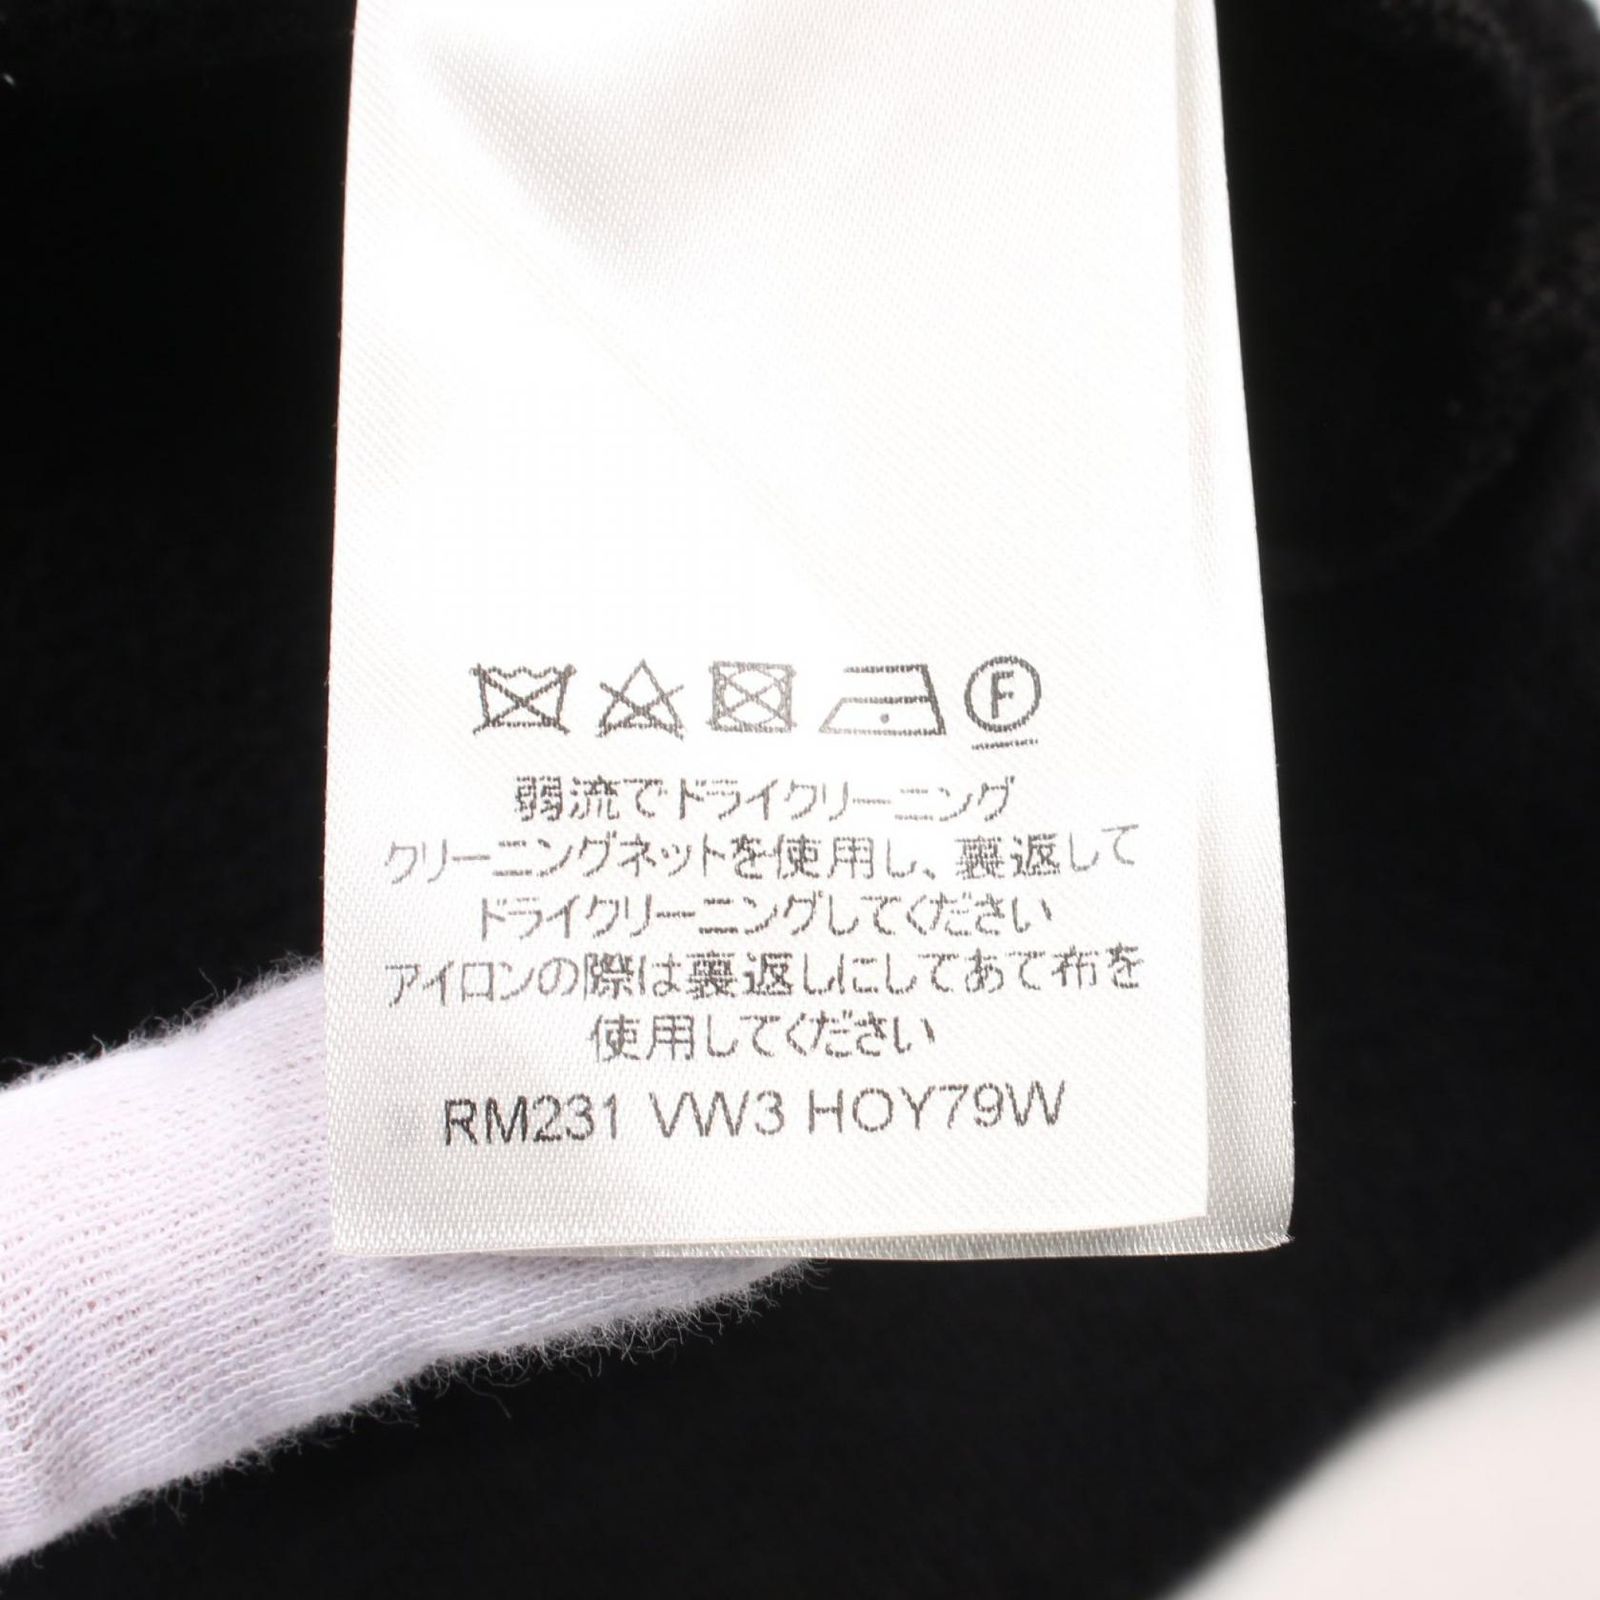 F
弱流でドライクリーニング
クリーニングネットを使用し、裏返して
ドライクリーニングしてください
アイロンの際は裏返しにしてあて布を
使用してください
RM231 VW3 HOY79W